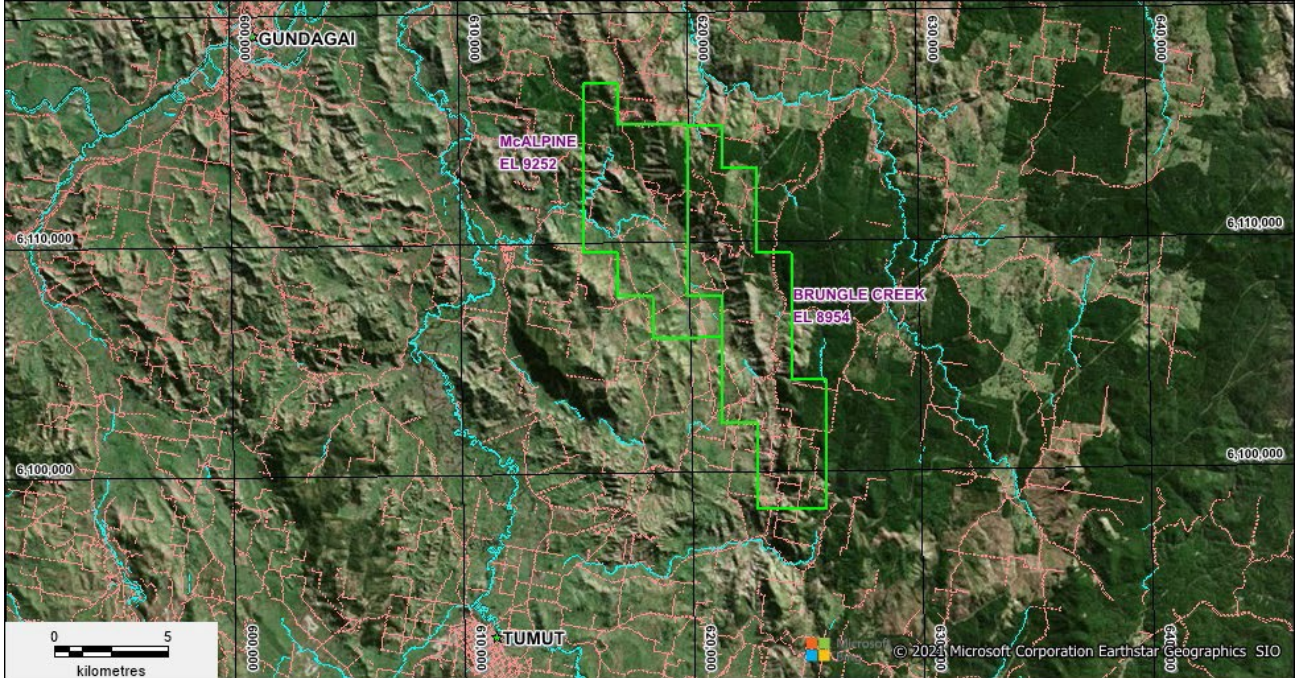 600,000
GUNDAGAI
610,000
620,000
630,000
640,000
McALPINE
EL 9252
6,110,000
6,110,000
BRUNGLE CREEK
EL 8954
6,100,000
6,100,000
600,000
610,000
TUMUT
620,000
630,000
640,000
0 5
kilometres
Microsoft
© 2021 Microsoft Corporation Earthstar Geographics SIO